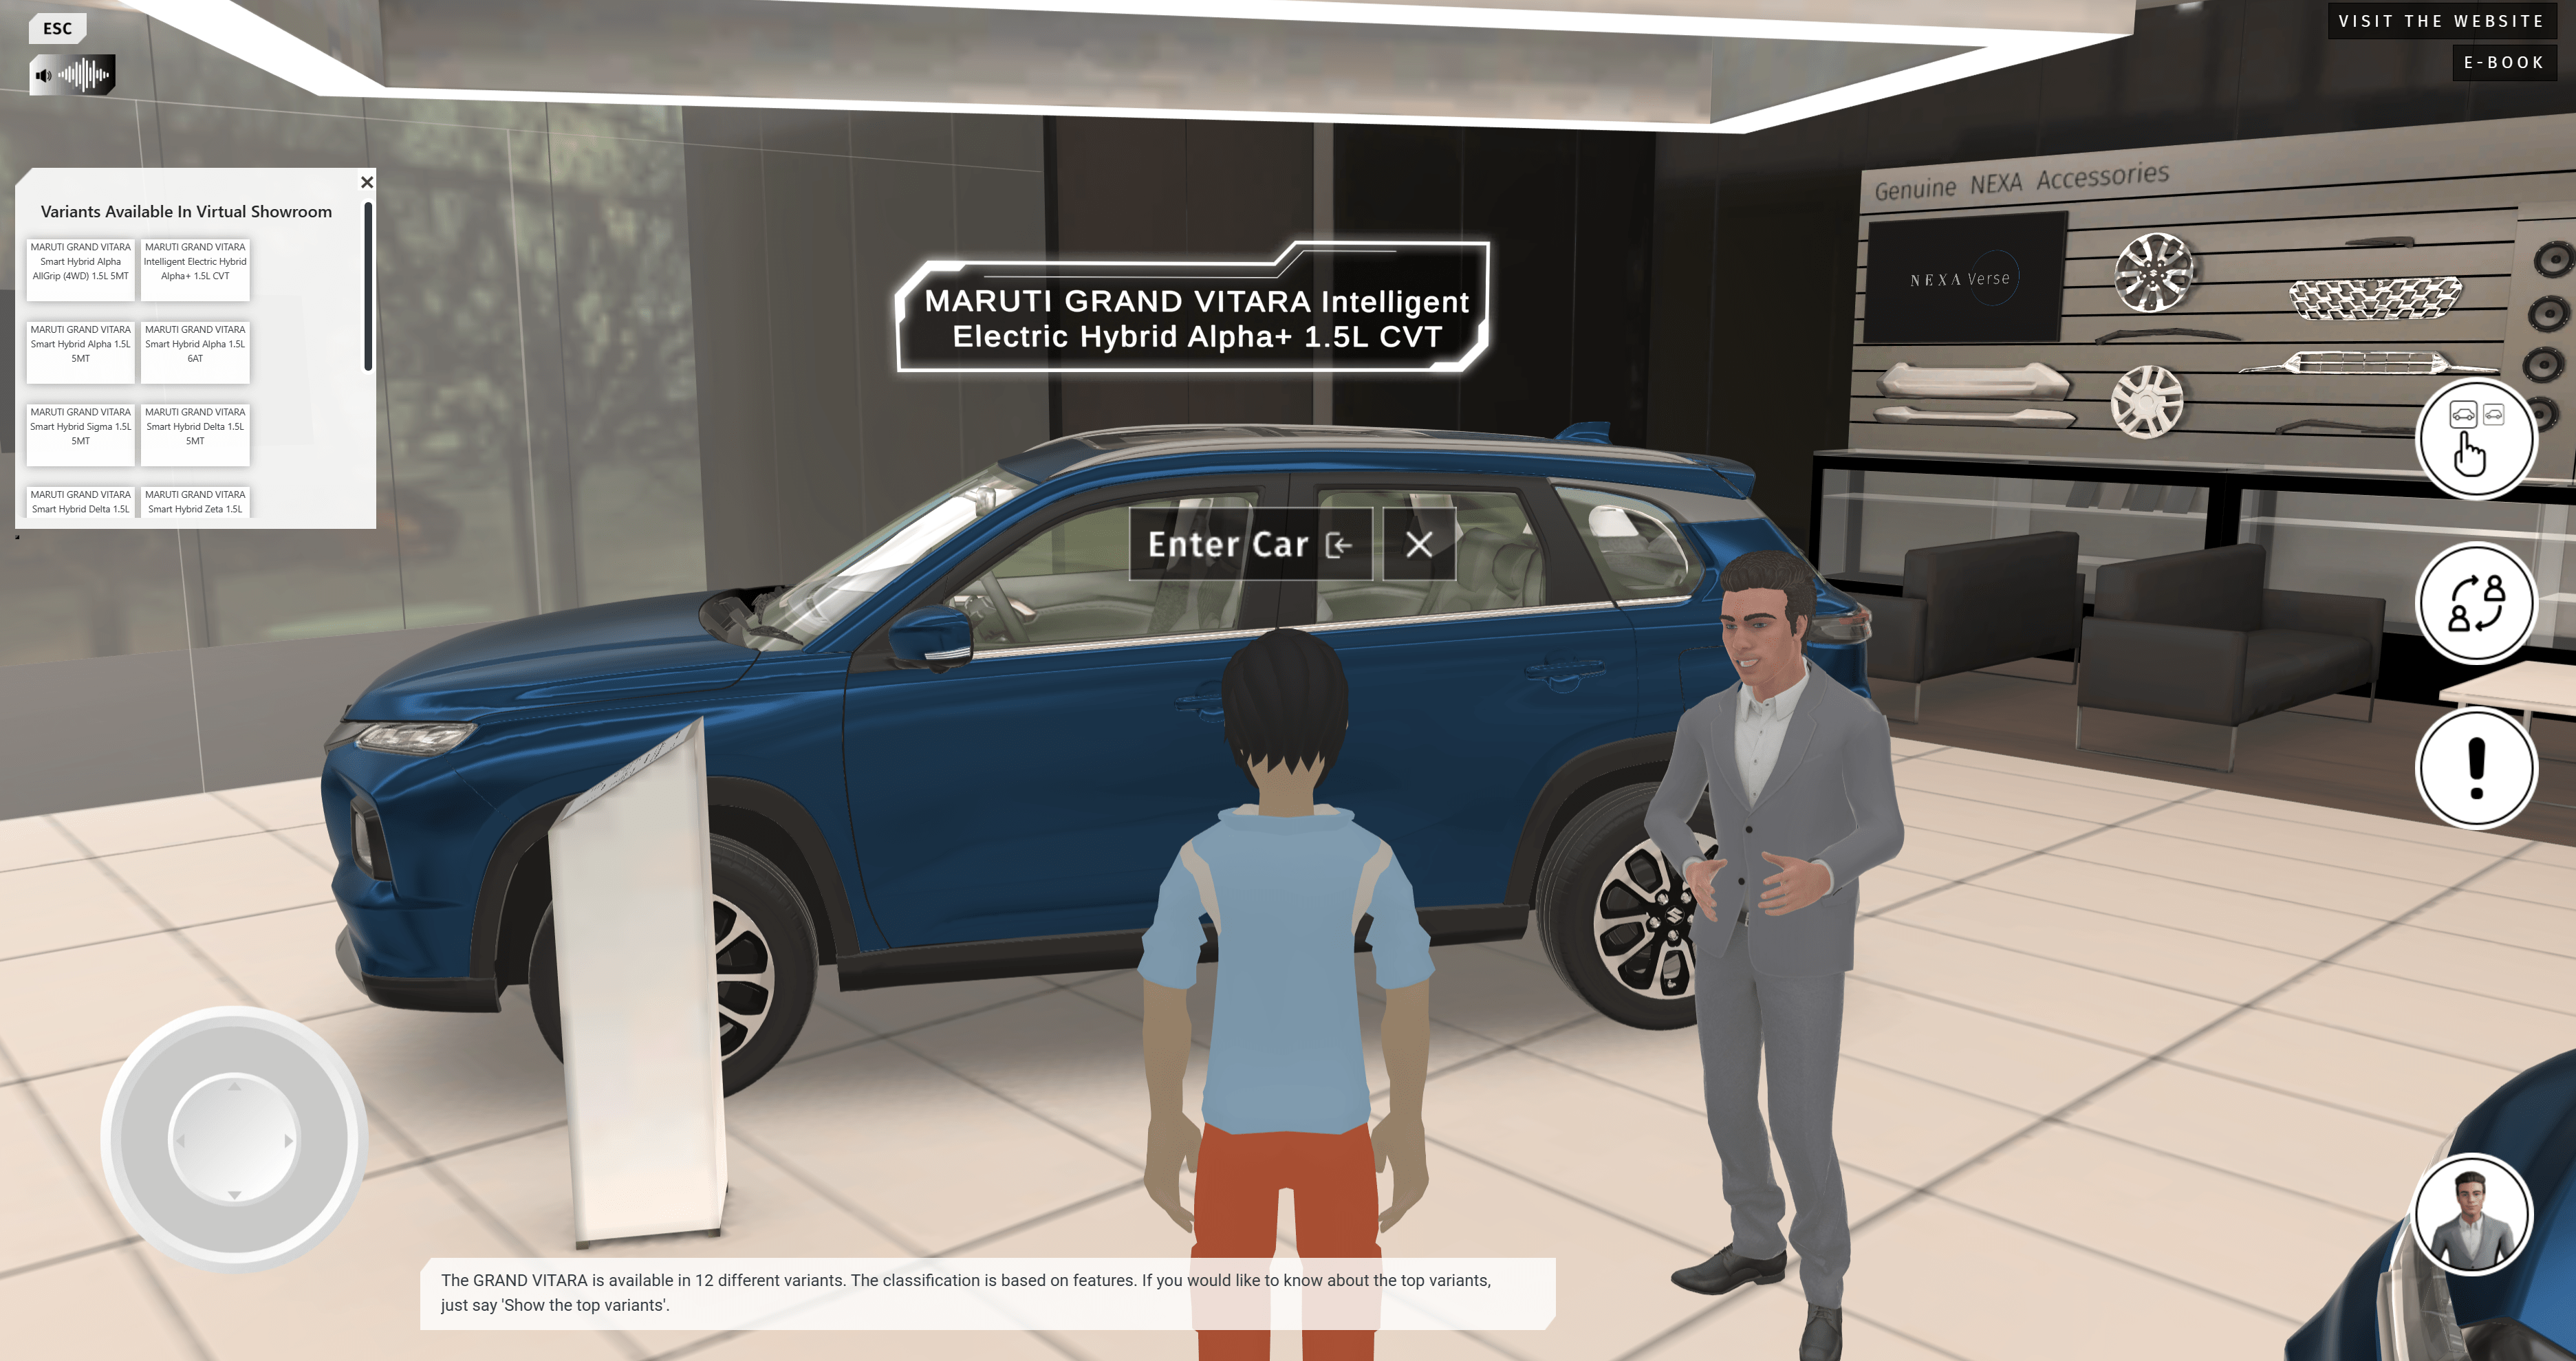 ESC
VISIT THE WEBSITE
E-BOOK
Variants Available In Virtual Showroom
MARUTI GRAND VITARA
Smart Hybrid Alpha
AllGrip (4WD) 1.5L 5MT
MARUTI GRAND VITARA
Intelligent Electric Hybrid
Alpha+ 1.5L CVT
MARUTI GRAND VITARA
Smart Hybrid Alpha 1.5L
5MT
MARUTI GRAND VITARA
Smart Hybrid Alpha 1.5L
6AT
MARUTI GRAND VITARA
Smart Hybrid Sigma 1.5L
5MT
MARUTI GRAND VITARA
Smart Hybrid Delta 1.5L
5MT
MARUTI GRAND VITARA
Smart Hybrid Delta 1.5L
MARUTI GRAND VITARA
Smart Hybrid Zeta 1.5L
MARUTI GRAND VITARA Intelligent
Electric Hybrid Alpha+ 1.5L CVT
Genuine NEXA Accessories
NEXA Verse
Enter Car
The GRAND VITARA is available in 12 different variants. The classification is based on features. If you would like to know about the top variants,
just say 'Show the top variants'.